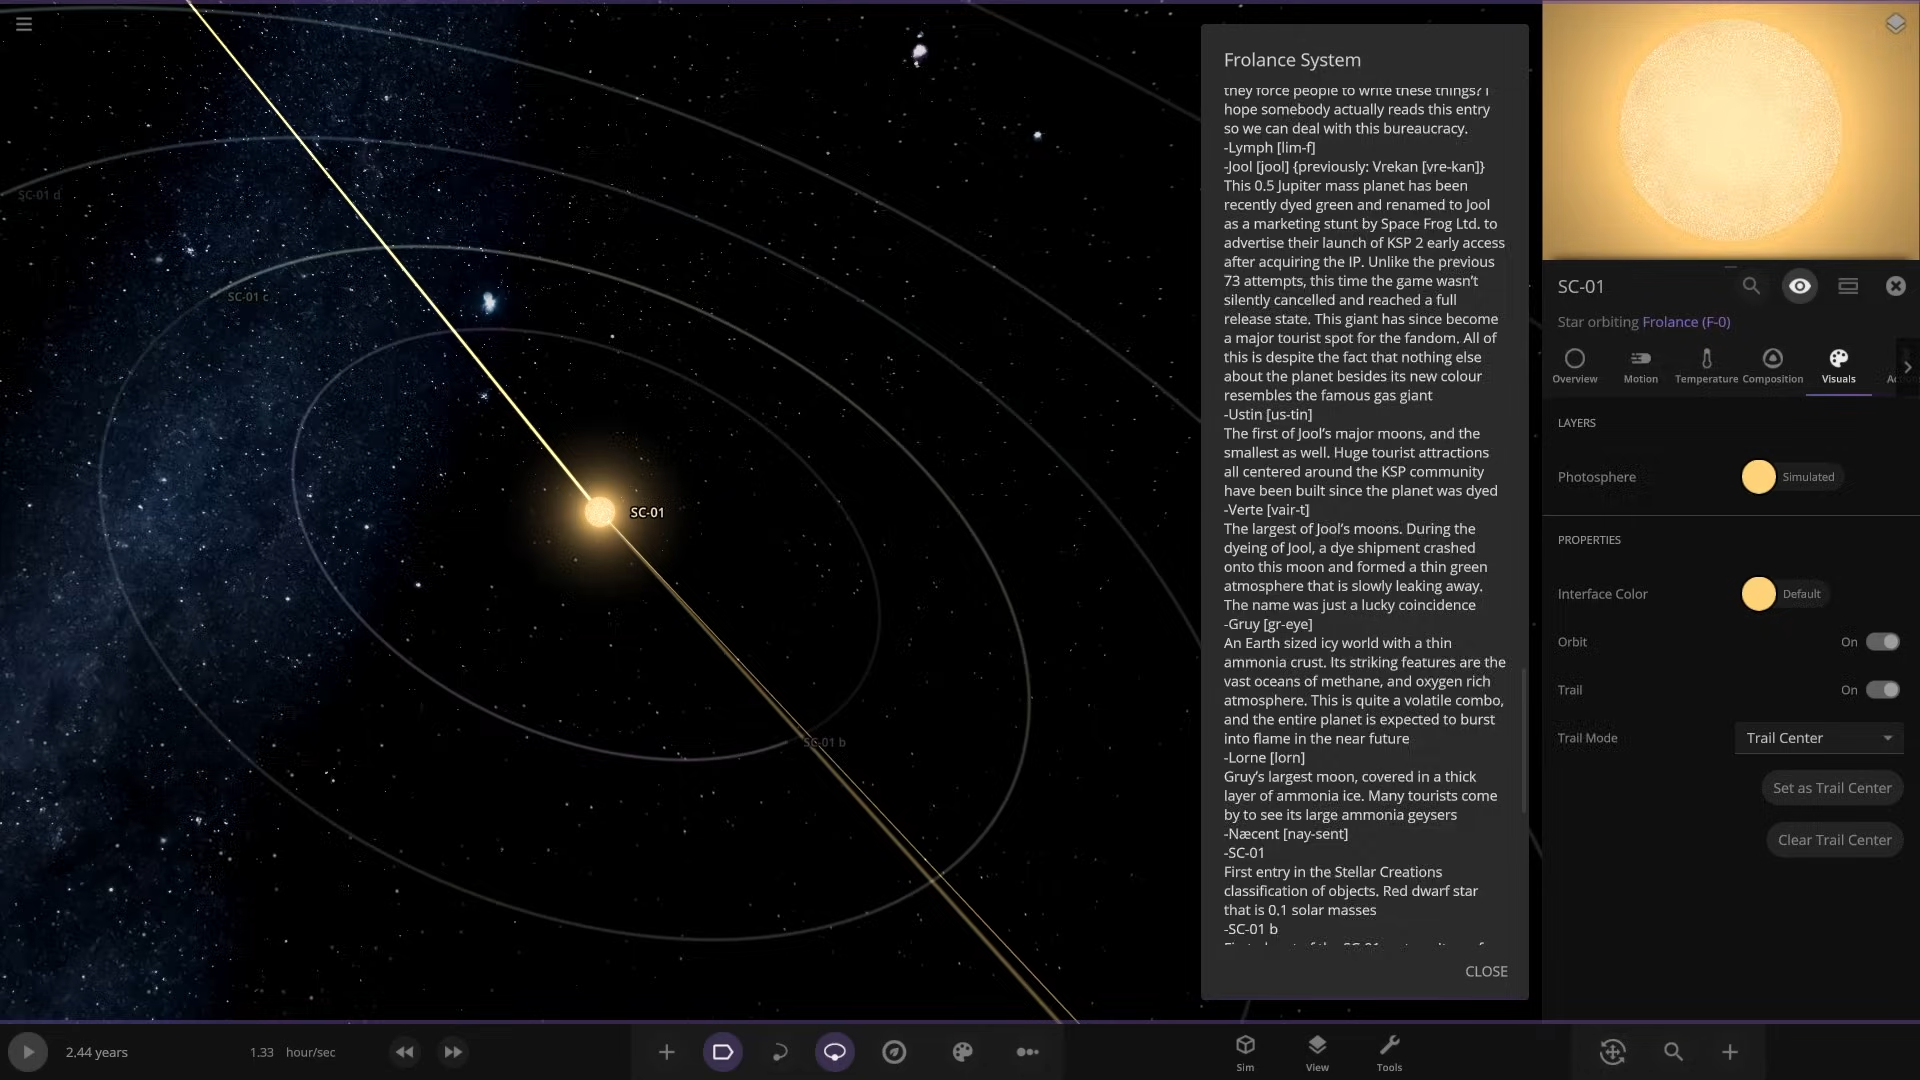 SC-01 d
SC-01 c
SC-01
SC-01 b
Frolance System
they force people to write these things? I
hope somebody actually reads this entry
so we can deal with this bureaucracy.
-Lymph [lim-f]
-Jool [jool] {previously: Vrekan [vre-kan]}
This 0.5 Jupiter mass planet has been
recently dyed green and renamed to Jool
as a marketing stunt by Space Frog Ltd. to
advertise their launch of KSP 2 early access
after acquiring the IP. Unlike the previous
73 attempts, this time the game wasn’t
silently cancelled and reached a full
release state. This giant has since become
a major tourist spot for the fandom. All of
this is despite the fact that nothing else
about the planet besides its new colour
resembles the famous gas giant
-Ustin [us-tin]
The first of Jool’s major moons, and the
smallest as well. Huge tourist attractions
all centered around the KSP community
have been built since the planet was dyed
-Verte [vair-t]
The largest of Jool’s moons. During the
dyeing of Jool, a dye shipment crashed
onto this moon and formed a thin green
atmosphere that is slowly leaking away.
The name was just a lucky coincidence
-Gruy [gr-eye]
An Earth sized icy world with a thin
ammonia crust. Its striking features are the
vast oceans of methane, and oxygen rich
atmosphere. This is quite a volatile combo,
and the entire planet is expected to burst
into flame in the near future
-Lorne [lorn]
Gruy’s largest moon, covered in a thick
layer of ammonia ice. Many tourists come
by to see its large ammonia geysers
-Næcent [nay-sent]
-SC-01
First entry in the Stellar Creations
classification of objects. Red dwarf star
that is 0.1 solar masses
-SC-01 b
CLOSE
SC-01
Star orbiting Frolance (F-0)
Overview Motion Temperature Composition Visuals
LAYERS
Photosphere Simulated
PROPERTIES
Interface Color Default
Orbit On
Trail On
Trail Mode Trail Center
Set as Trail Center
Clear Trail Center
2.44 years 1.33 hour/sec
Sim View Tools